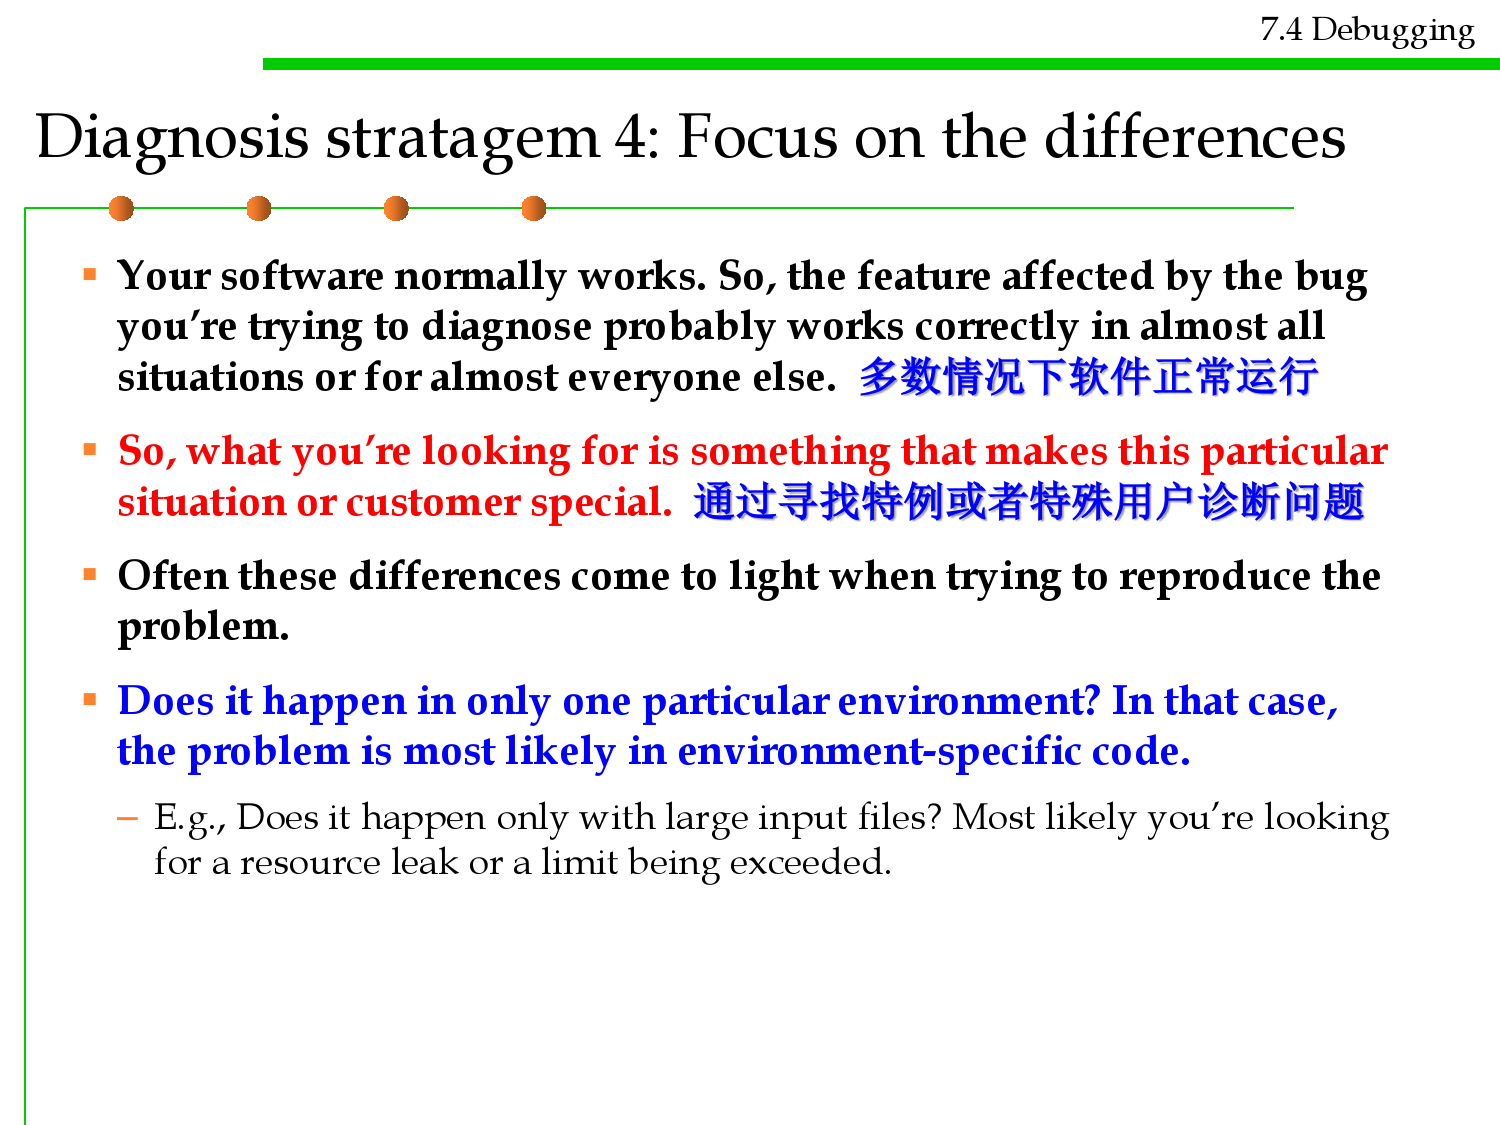 7.4 Debugging
Diagnosis stratagem 4: Focus on the differences
Your software normally works. So, the feature affected by the bug
you’re trying to diagnose probably works correctly in almost all
situations or for almost everyone else. 多数情况下软件正常运行
So, what you’re looking for is something that makes this particular
situation or customer special. 通过寻找特例或者特殊用户诊断问题
Often these differences come to light when trying to reproduce the
problem.
Does it happen in only one particular environment? In that case,
the problem is most likely in environment-specific code.
– E.g., Does it happen only with large input files? Most likely you’re looking
for a resource leak or a limit being exceeded.